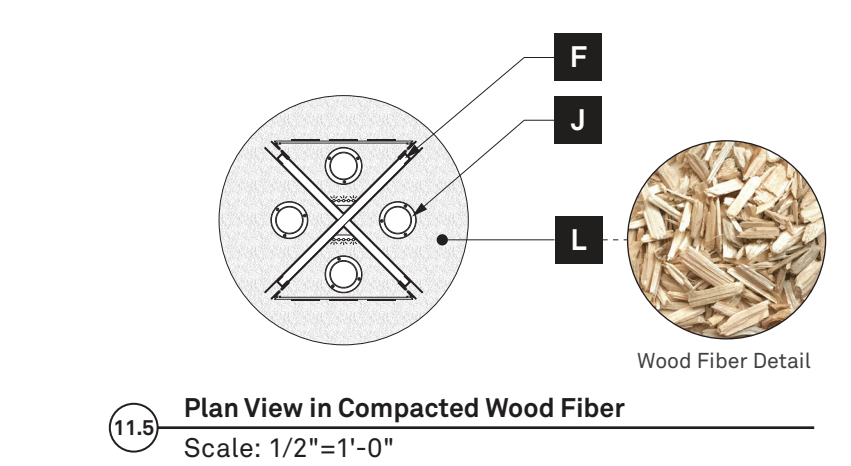 F
J
L
Wood Fiber Detail
11.5
Plan View in Compacted Wood Fiber
Scale: 1/2"=1'-0"